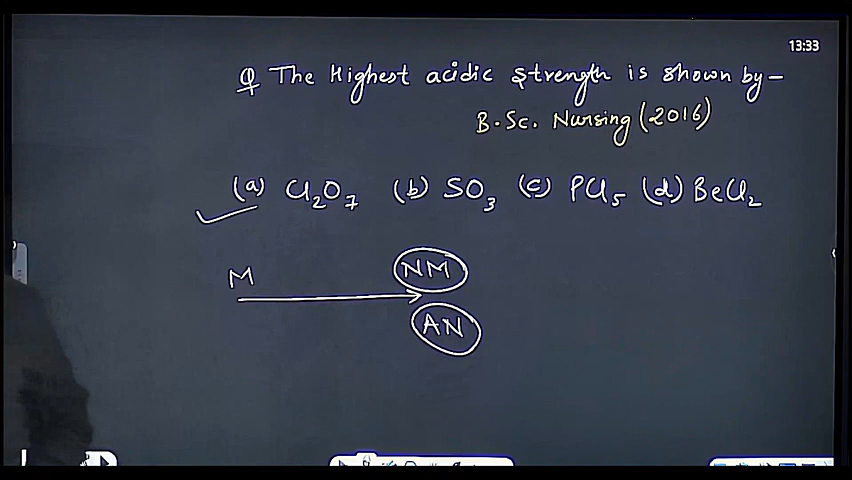 13:33
Q The Highest acidic strength is shown by-
B.Sc. Nursing (2016)
(a) Cl2O7 (b) SO3 (c) PCl5 (d) BeCl2
M NM
AN